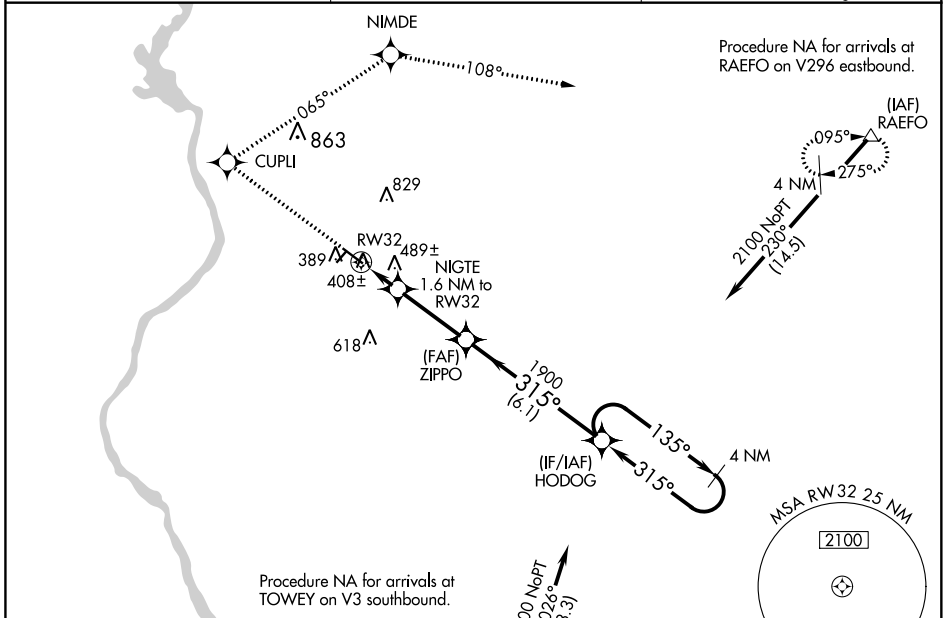 NIMDE
108°
Procedure NA for arrivals at
RAEFO on V296 eastbound.
065°
863
(IAF)
RAEFO
095°
275°
4 NM
CUPLI
829
2100 NoPT
230°
(14.5)
RW32
389
489±
408±
NIGTE
1.6 NM to
RW32
618
(FAF)
ZIPPO
1900
315°
(6.1)
135°
4 NM
315°
(IF/IAF)
HODOG
MSA RW32 25 NM
2100
Procedure NA for arrivals at
TOWEY on V3 southbound.
00 NoPT
026°